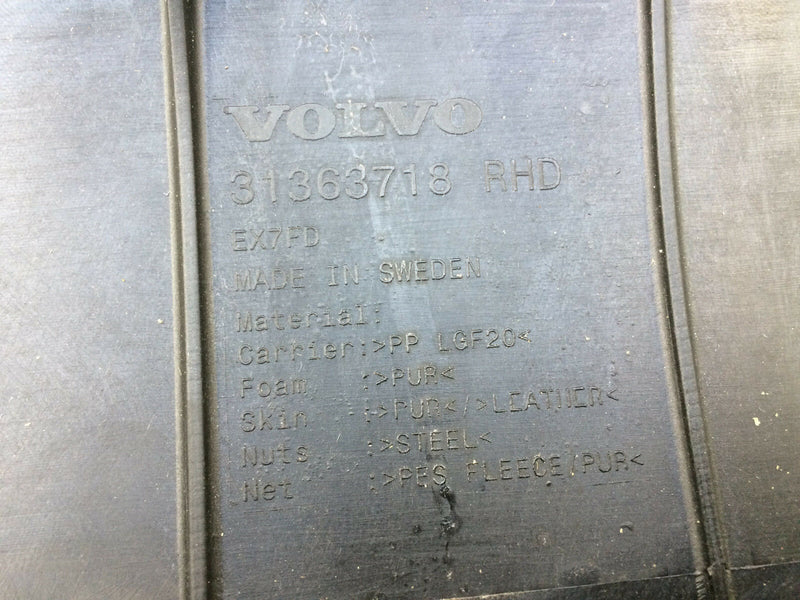 VOLVO
31363718 RHD
EX7FD
MADE IN SWEDEN
Material:
Carrier:>PP LGF20<
Foam :>PUR<
Skin :>PUR</>LEATHER<
Nuts :>STEEL<
Net :>PES FLEECE/PUR<